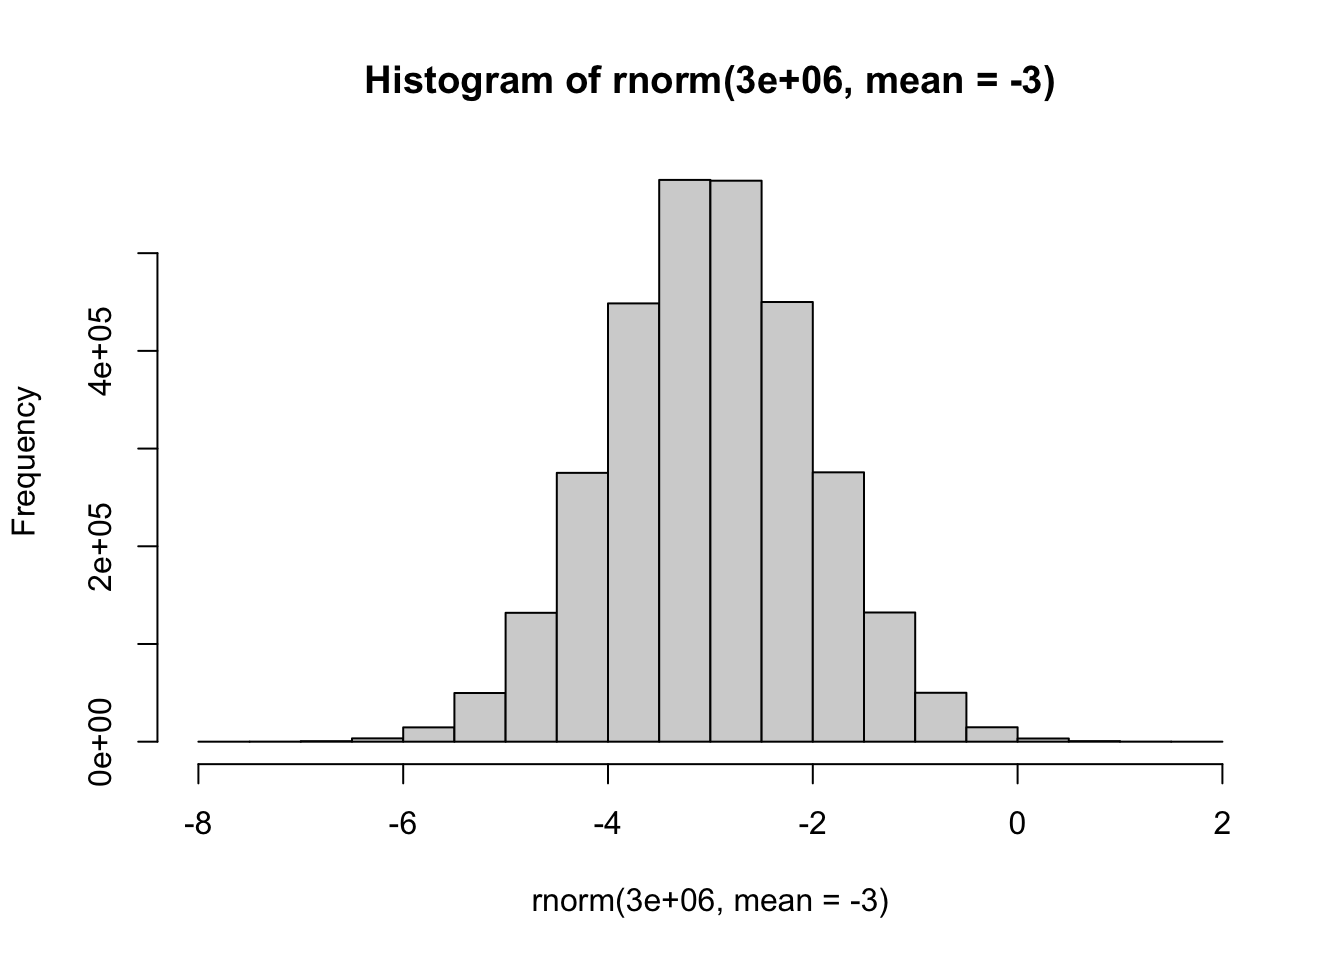 Histogram of rnorm(3e+06, mean = -3)
Frequency
4e+05
2e+05
0e+00
-8 -6 -4 -2 0 2
rnorm(3e+06, mean = -3)